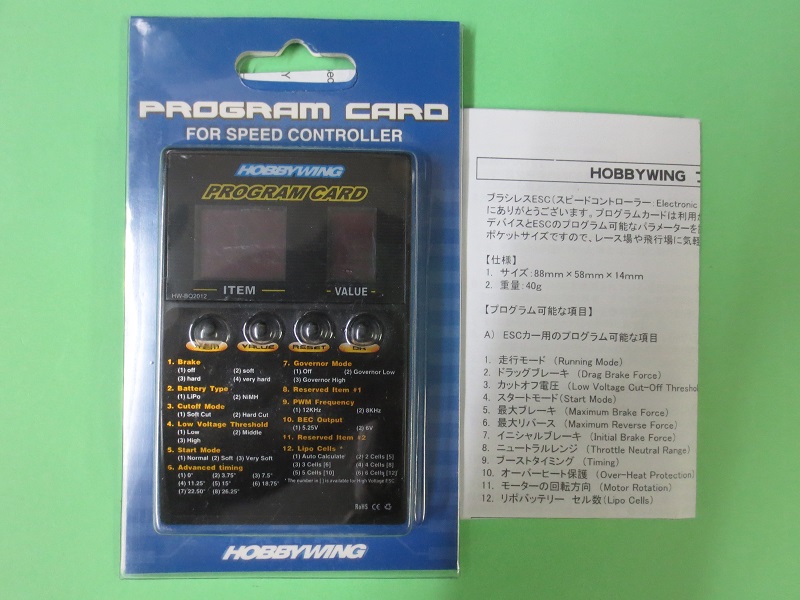 PROGRAM CARD
FOR SPEED CONTROLLER
HOBBYWING
PROGRAM CARD
ITEM
VALUE
HW-BQ2012
ITEM VALUE RESET OK
1. Brake
(1) off (2) soft
(3) hard (4) very hard
2. Battery Type
(1) LiPo (2) NiMH
3. Cutoff Mode
(1) Soft Cut (2) Hard Cut
4. Low Voltage Threshold
(1) Low (2) Middle
(3) High
5. Start Mode
(1) Normal (2) Soft (3) Very Soft
6. Advanced timing
(1) 0° (2) 3.75° (3) 7.5°
(4) 11.25° (5) 15° (6) 18.75°
(7) 22.50° (8) 26.25°
7. Governor Mode
(1) Off (2) Governor Low
(3) Governor High
8. Reserved Item #1
9. PWM Frequency
(1) 12KHz (2) 8KHz
10. BEC Output
(1) 5.25V (2) 6V
11. Reserved Item #2
12. Lipo Cells *
(1) Auto Calculate (2) 2 Cells [5]
(3) 3 Cells [6] (4) 4 Cells [8]
(5) 5 Cells [10] (6) 6 Cells [12]
* The number in [ ] is available for High Voltage ESC
RoHS CE
HOBBYWING
HOBBYWING
ブラシレスESC（スピードコントローラー：Electronic
にありがとうございます。プログラムカードは利用
デバイスとESCのプログラム可能なパラメーターを
ポケットサイズですので、レース場や飛行場に気軽
【仕様】
1. サイズ：88mm×58mm×14mm
2. 重量：40g
【プログラム可能な項目】
A） ESCカー用のプログラム可能な項目
1. 走行モード （Running Mode）
2. ドラッグブレーキ （Drag Brake Force）
3. カットオフ電圧 （Low Voltage Cut-Off Threshol
4. スタートモード（Start Mode）
5. 最大ブレーキ （Maximum Brake Force）
6. 最大リバース （Maximum Reverse Force）
7. イニシャルブレーキ （Initial Brake Force）
8. ニュートラルレンジ （Throttle Neutral Range）
9. ブーストタイミング （Timing）
10. オーバーヒート保護 （Over-Heat Protection）
11. モーターの回転方向 （Motor Rotation）
12. リポバッテリー セル数（Lipo Cells）